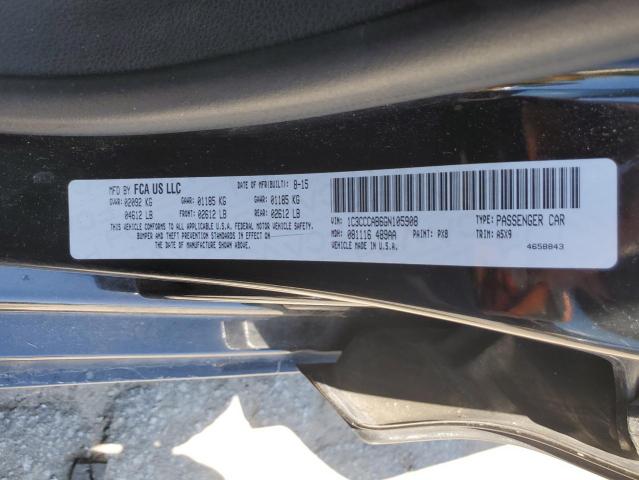 MFD BY FCA US LLC DATE OF MFR(BUILT): 8-15
GVWR: 02092 KG GAWR: 01185 KG GAWR: 01185 KG
04612 LB FRONT: 02612 LB REAR: 02612 LB
THIS VEHICLE CONFORMS TO ALL APPLICABLE U.S.A. FEDERAL MOTOR VEHICLE SAFETY,
BUMPER AND THEFT PREVENTION STANDARDS IN EFFECT ON
THE DATE OF MANUFACTURE SHOWN ABOVE.
VIN: 1C3CCCAB6GN105908 TYPE: PASSENGER CAR
MDH: 081116 489AA PAINT: PX8 TRIM: A5X9
VEHICLE MADE IN U.S.A. 4658843